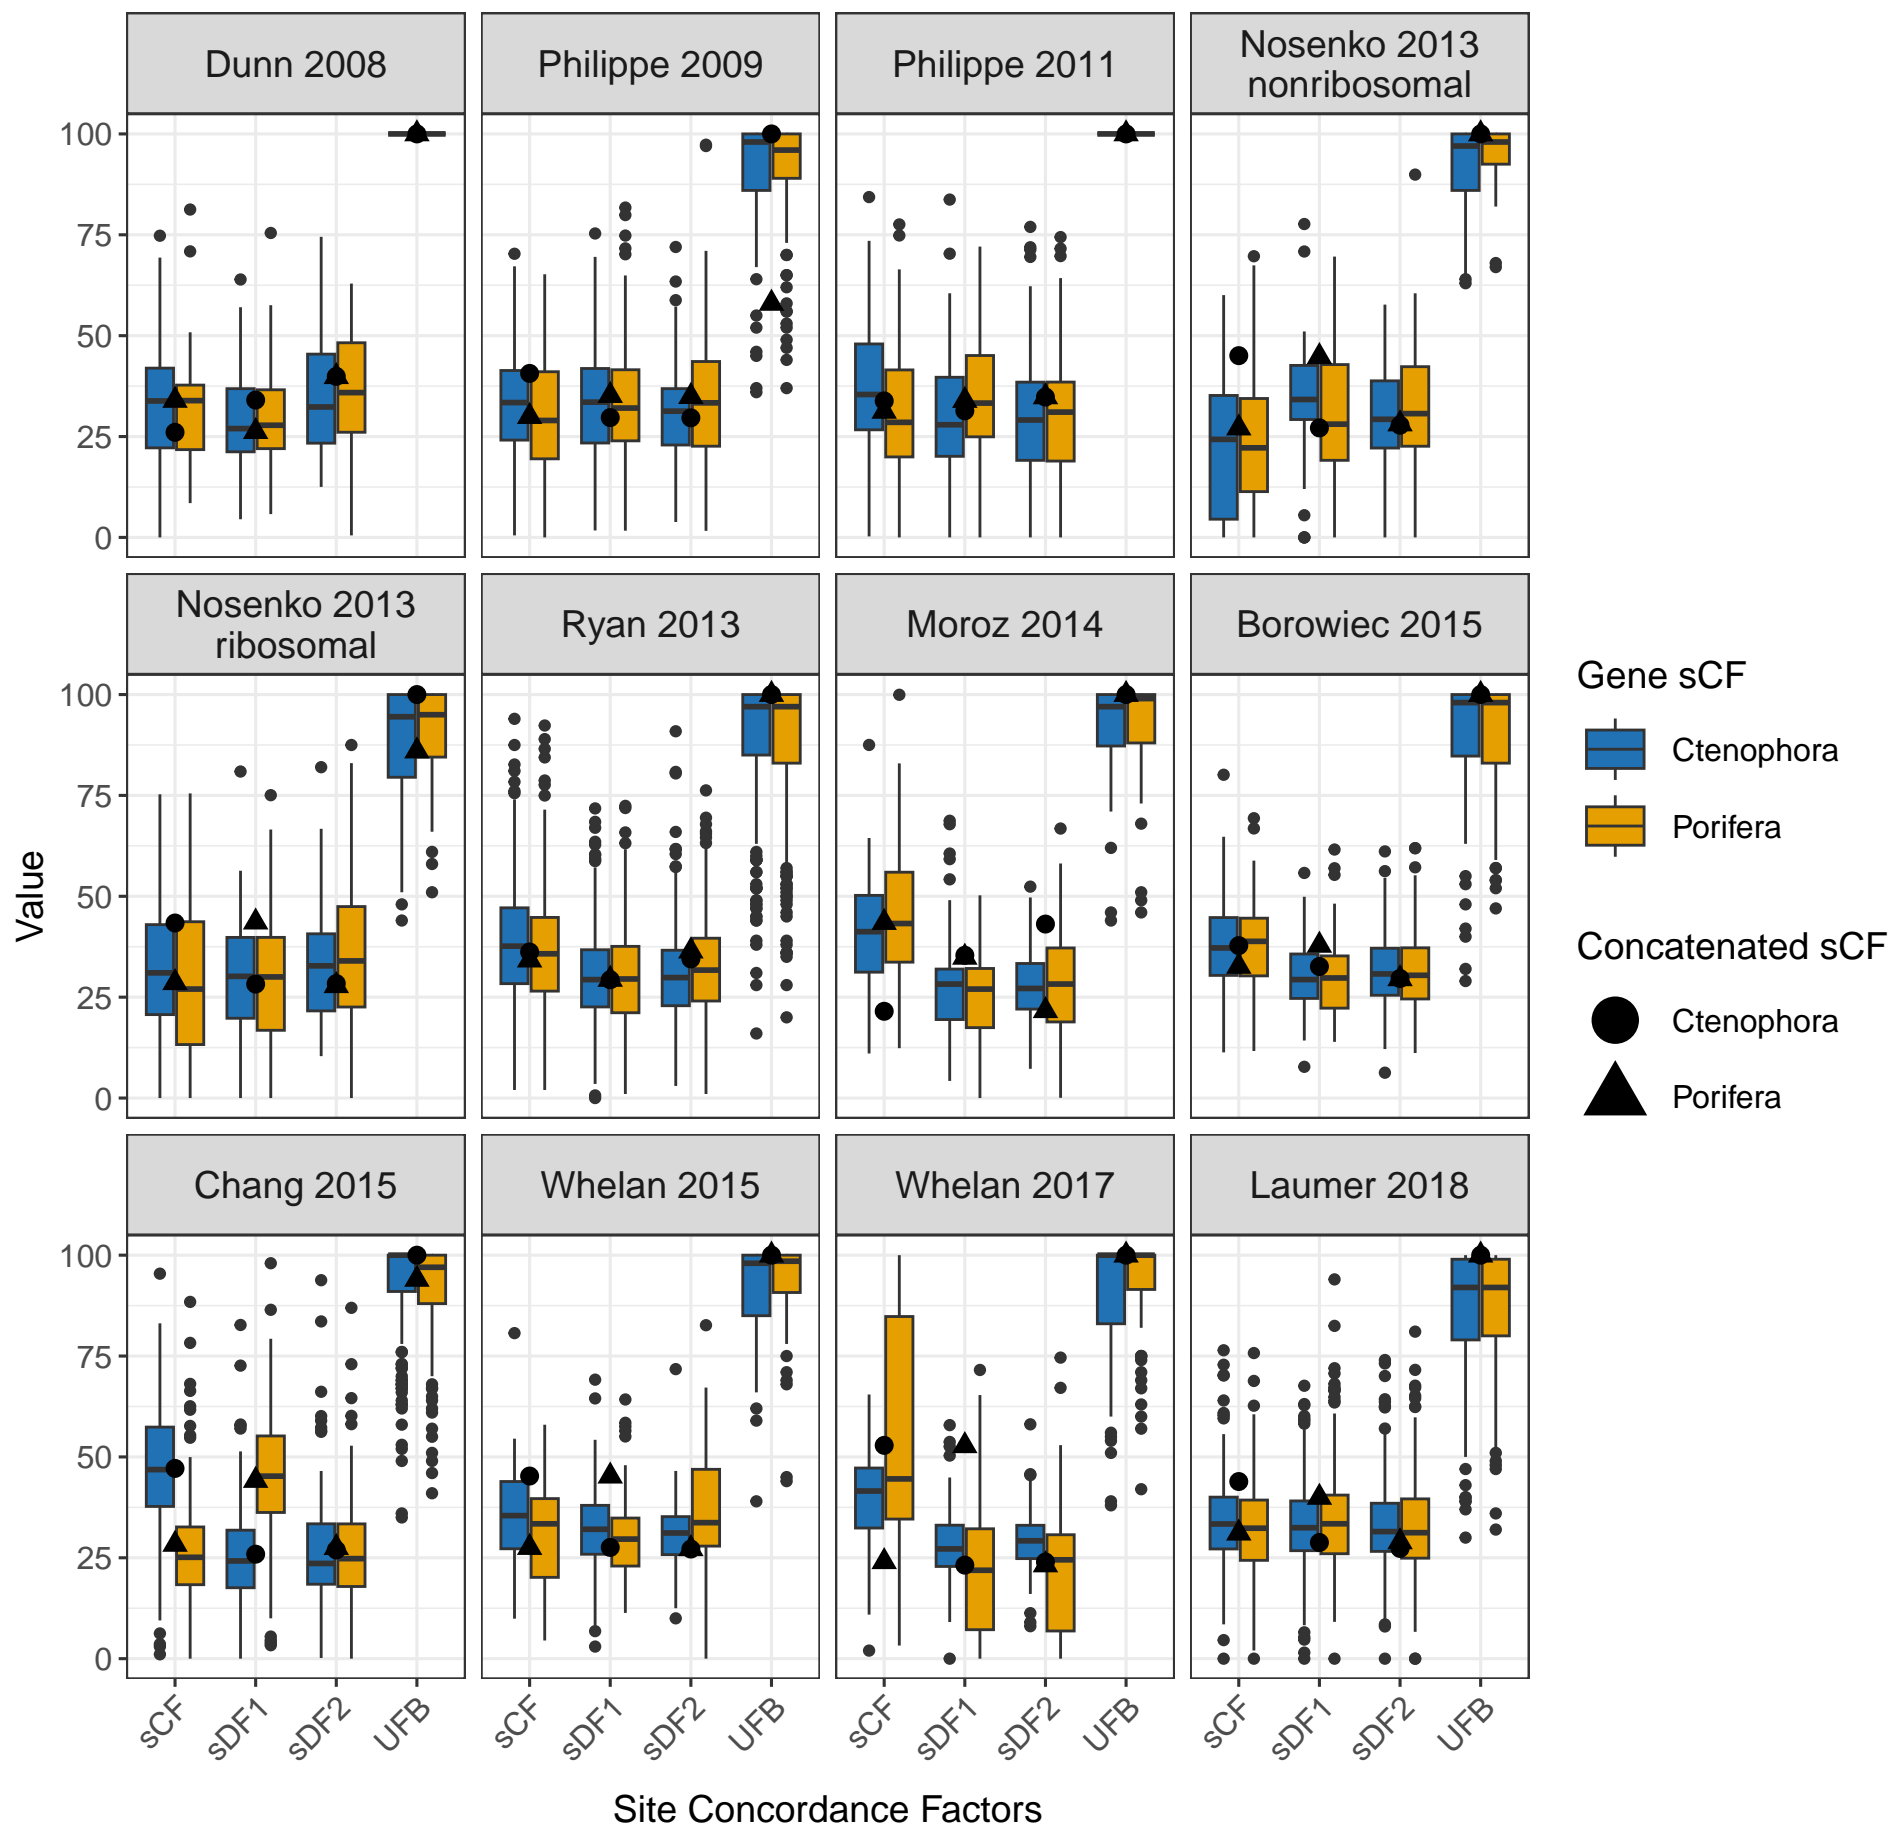 Dunn 2008
Philippe 2009
Philippe 2011
Nosenko 2013
nonribosomal
100
75
50
25
0
Nosenko 2013
ribosomal
Ryan 2013
Moroz 2014
Borowiec 2015
100
75
50
25
0
Chang 2015
Whelan 2015
Whelan 2017
Laumer 2018
100
75
50
25
0
sCF sDF1 sDF2 UFB
sCF sDF1 sDF2 UFB
sCF sDF1 sDF2 UFB
sCF sDF1 sDF2 UFB
Site Concordance Factors
Value
Gene sCF
Ctenophora
Porifera
Concatenated sCF
Ctenophora
Porifera